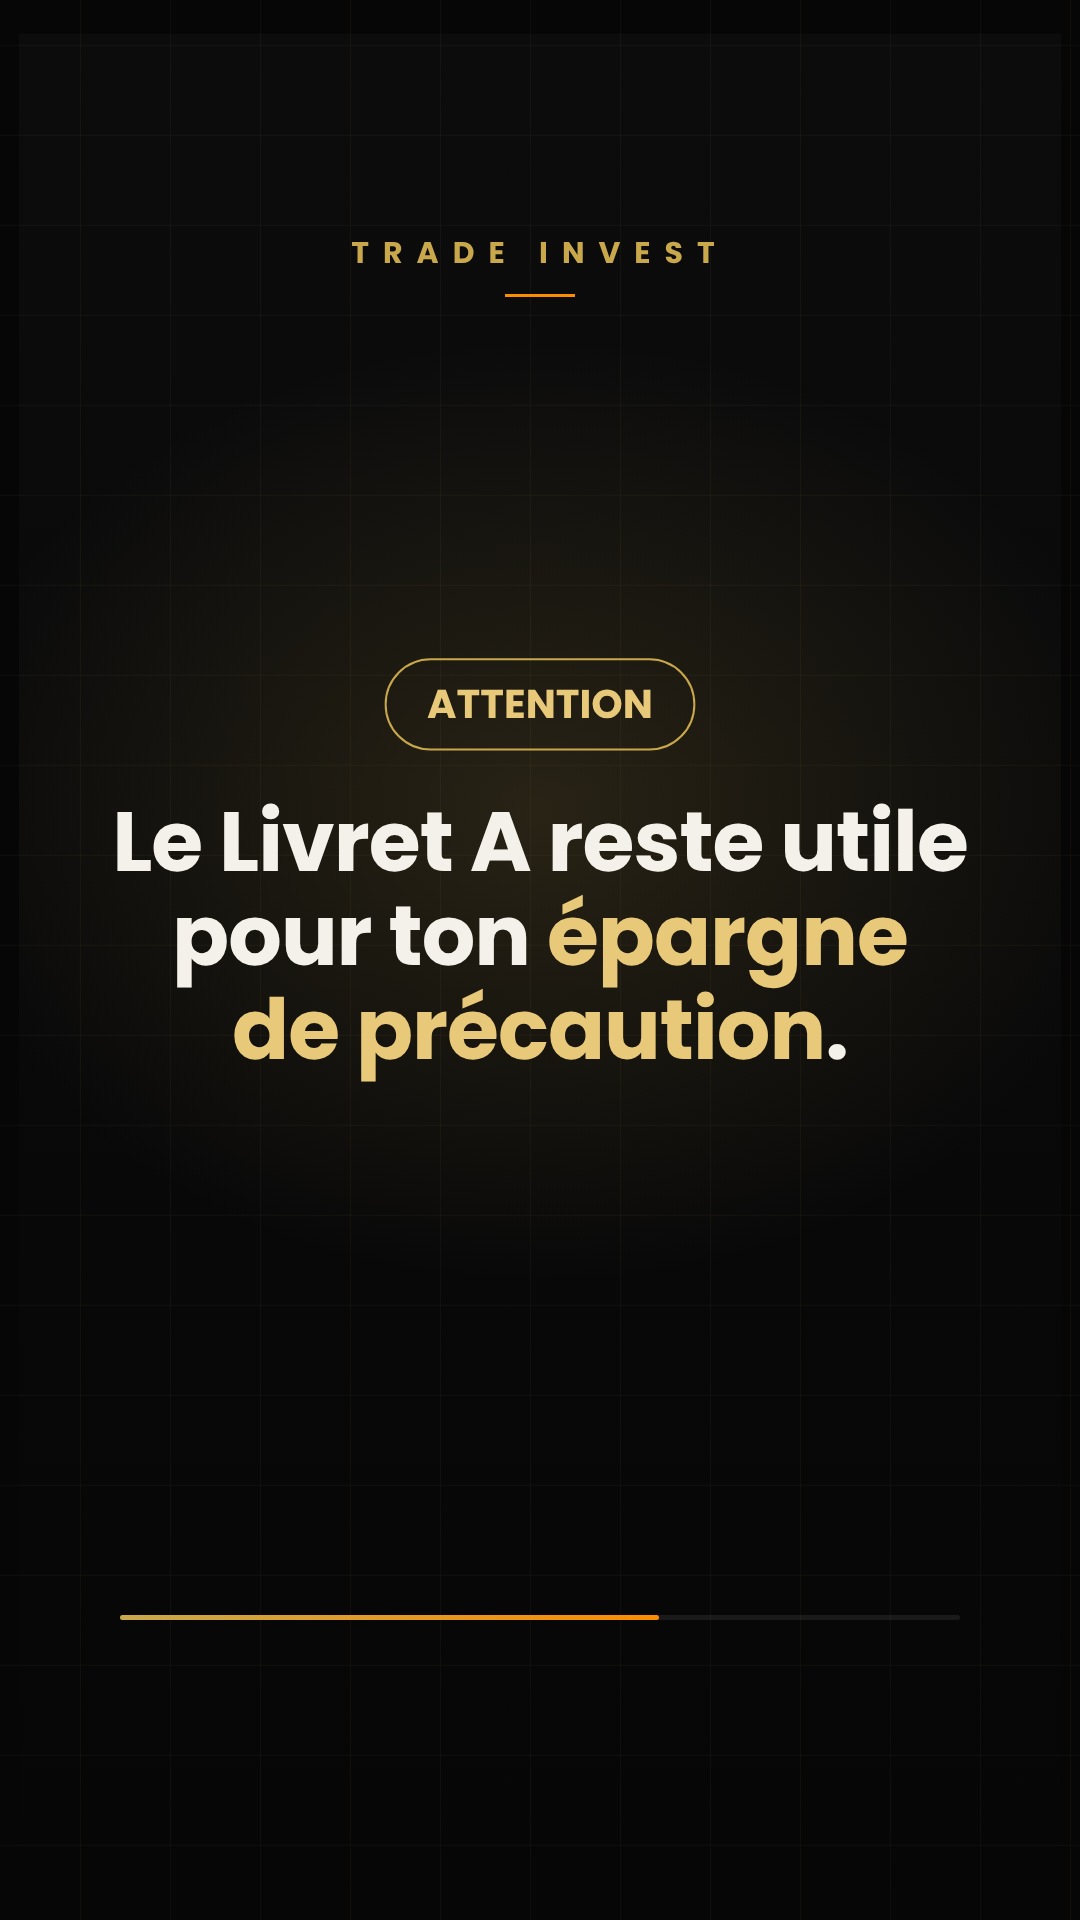 TRADE INVEST
ATTENTION
Le Livret A reste utile
pour ton épargne
de précaution.